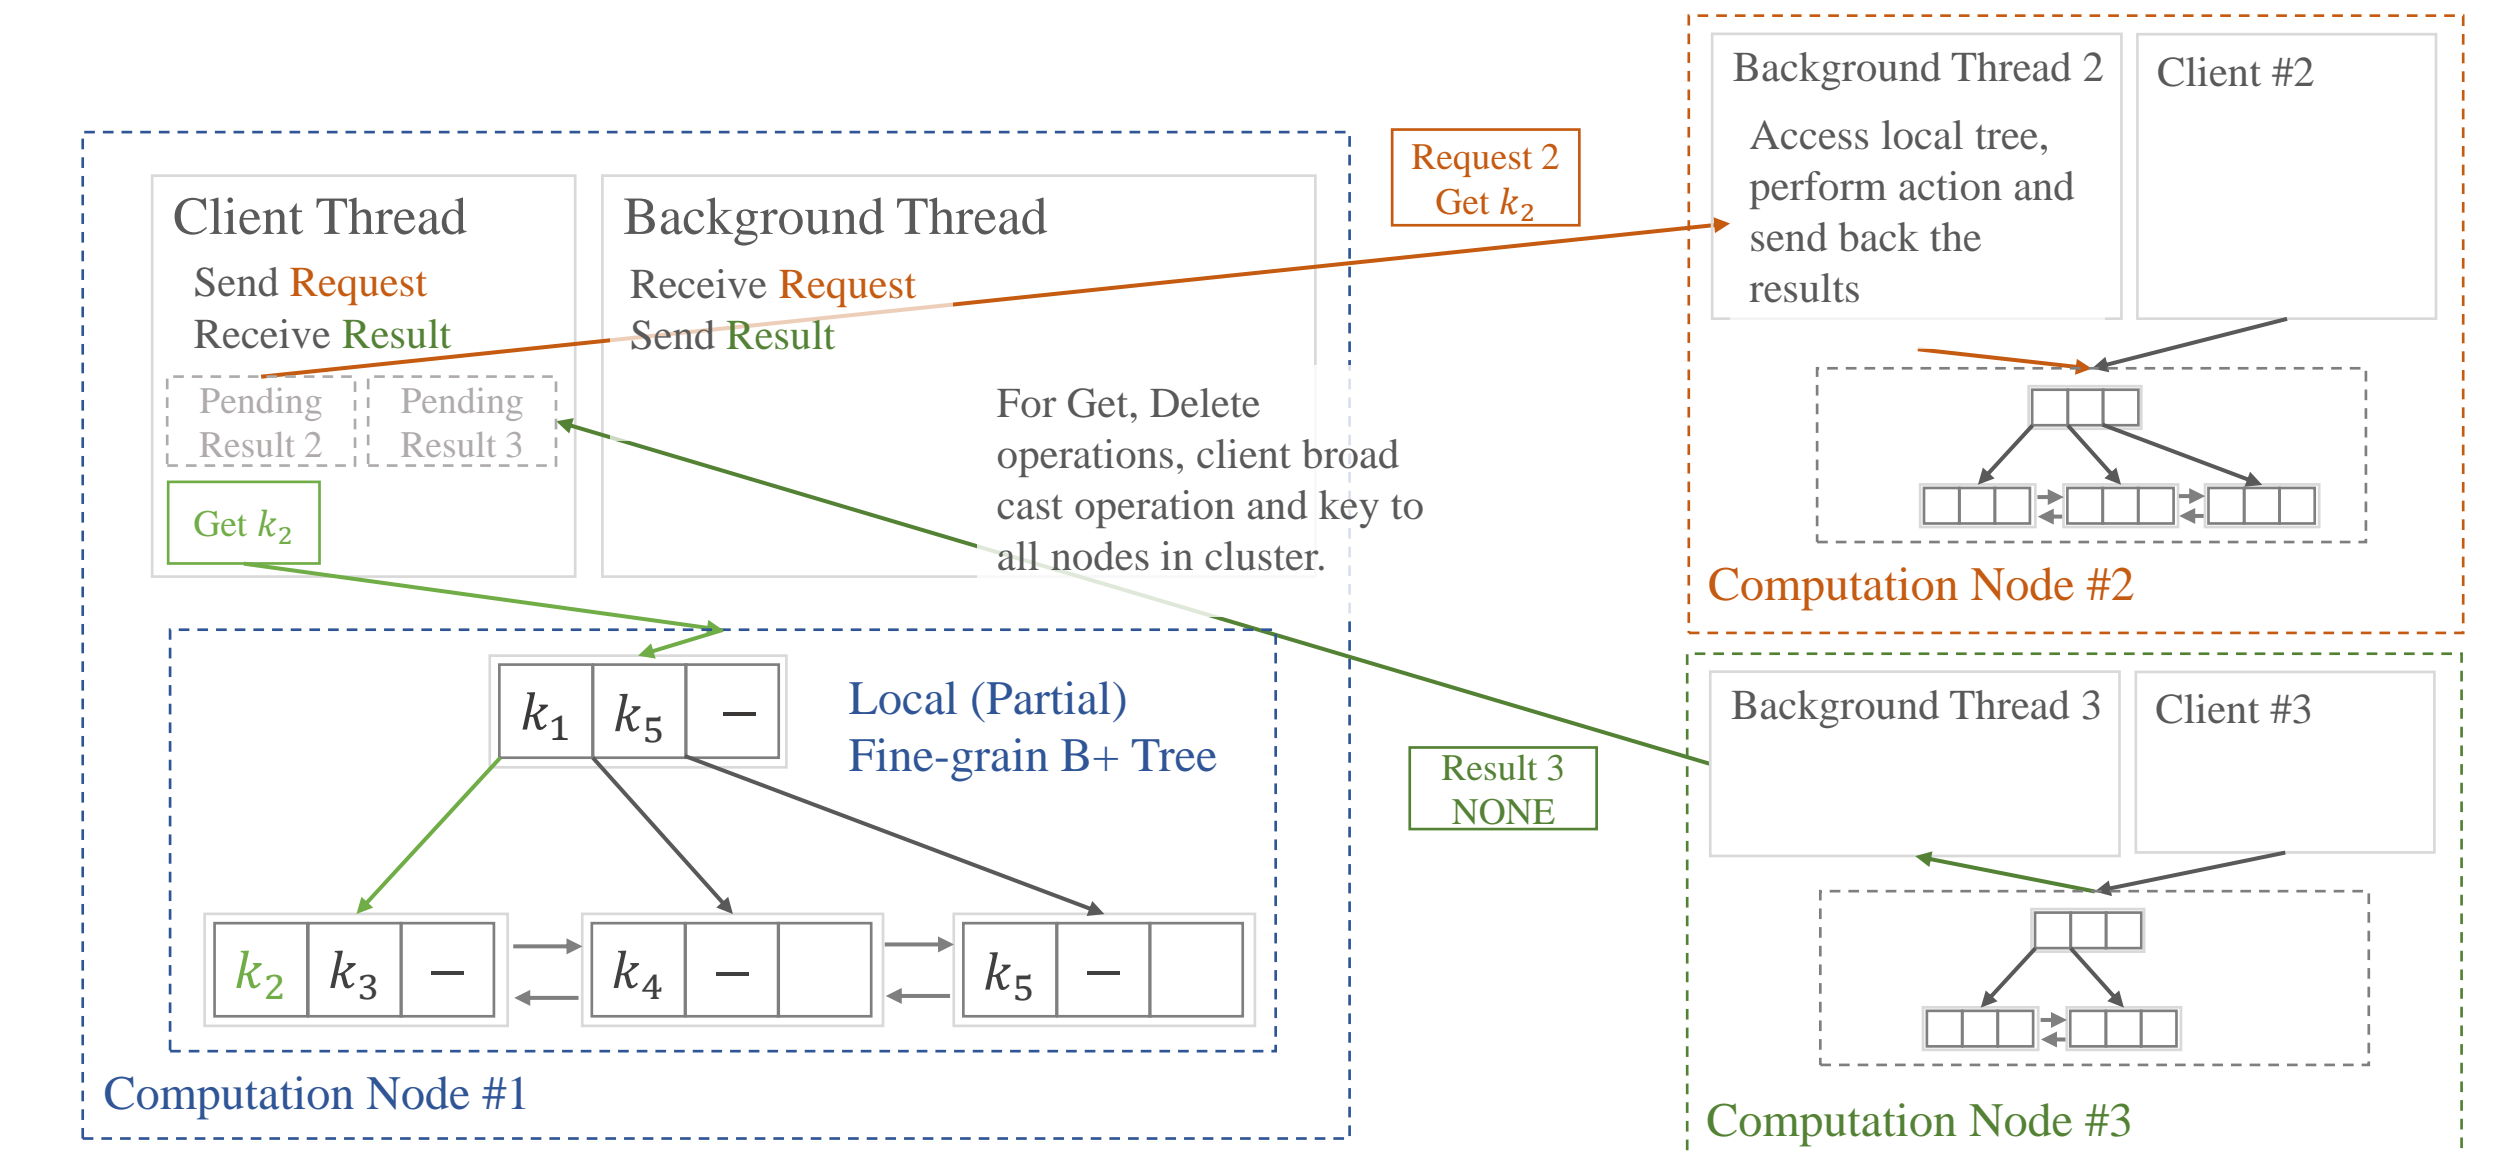 Client Thread
Send Request
Receive Result
Pending
Result 2
Pending
Result 3
Get k₂
Background Thread
Receive Request
Send Result
For Get, Delete
operations, client broad
cast operation and key to
all nodes in cluster.
k₁ k₅ –
Local (Partial)
Fine-grain B+ Tree
k₂ k₃ –
k₄ –
k₅ –
Computation Node #1
Request 2
Get k₂
Result 3
NONE
Background Thread 2
Access local tree,
perform action and
send back the
results
Client #2
Computation Node #2
Background Thread 3
Client #3
Computation Node #3